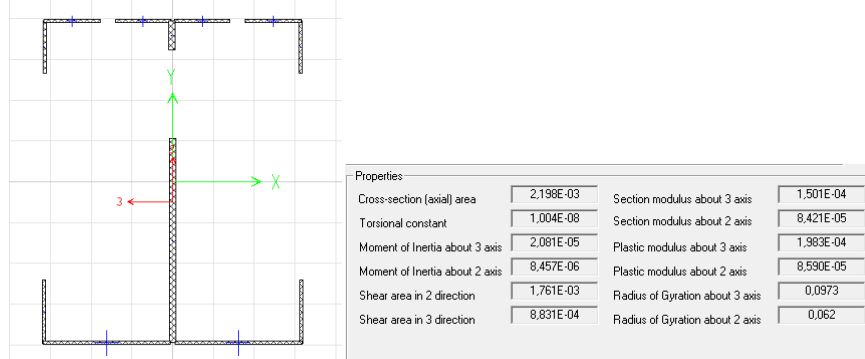 Y
X
3
Properties
Cross-section (axial) area 2,198E-03 Section modulus about 3 axis 1,501E-04
Torsional constant 1,004E-08 Section modulus about 2 axis 8,421E-05
Moment of Inertia about 3 axis 2,081E-05 Plastic modulus about 3 axis 1,983E-04
Moment of Inertia about 2 axis 8,457E-06 Plastic modulus about 2 axis 8,590E-05
Shear area in 2 direction 1,761E-03 Radius of Gyration about 3 axis 0,0973
Shear area in 3 direction 8,831E-04 Radius of Gyration about 2 axis 0,062